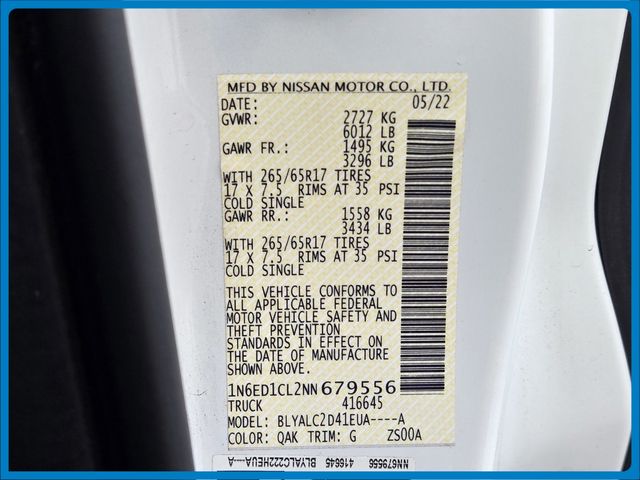 MFD BY NISSAN MOTOR CO., LTD.
DATE: 05/22
GVWR: 2727 KG
6012 LB
GAWR FR.: 1495 KG
3296 LB
WITH 265/65R17 TIRES
17 X 7.5 RIMS AT 35 PSI
COLD SINGLE
GAWR RR.: 1558 KG
3434 LB
WITH 265/65R17 TIRES
17 X 7.5 RIMS AT 35 PSI
COLD SINGLE
THIS VEHICLE CONFORMS TO
ALL APPLICABLE FEDERAL
MOTOR VEHICLE SAFETY AND
THEFT PREVENTION
STANDARDS IN EFFECT ON
THE DATE OF MANUFACTURE
SHOWN ABOVE.
1N6ED1CL2NN679556
TRUCK 416645
MODEL: BLYALC2D41EUA----A
COLOR: QAK TRIM: G ZS00A
NN679556 416645 BLYALC222HEUA----A